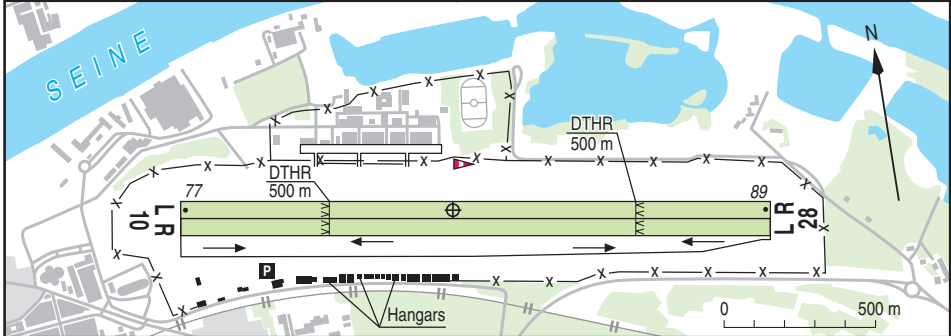 SEINE
N
DTHR
500 m
DTHR
500 m
77
89
L R
10
L R
28
P
Hangars
0
500 m